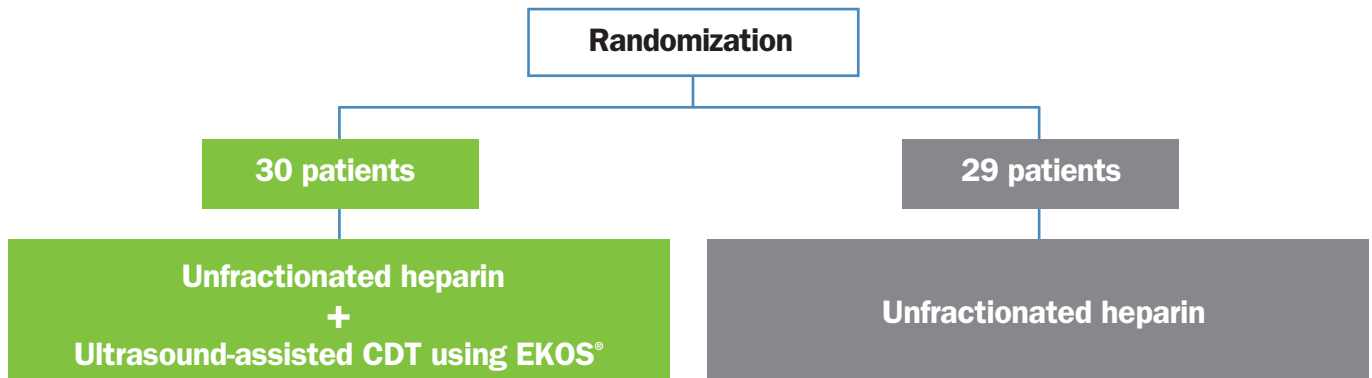 Randomization
30 patients
29 patients
Unfractionated heparin
+
Ultrasound-assisted CDT using EKOS®
Unfractionated heparin